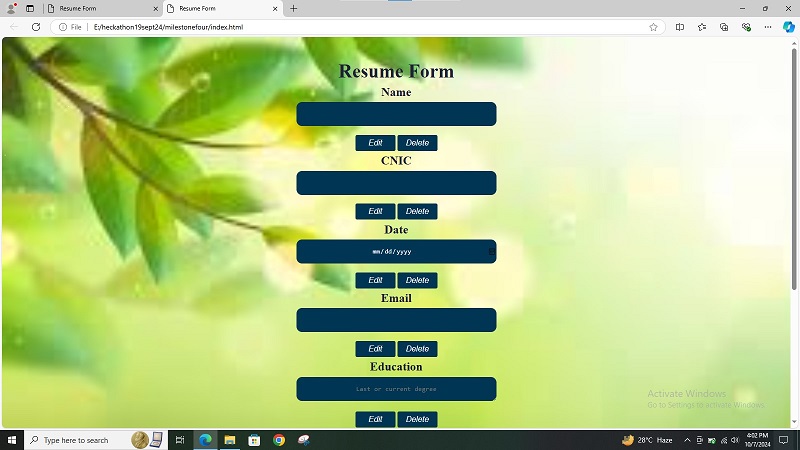 Resume Form
Resume Form
File
E:/heckathon19sept24/milestonefour/index.html
Resume Form
Name
Edit Delete
CNIC
Edit Delete
Date
mm/dd/yyyy
Edit Delete
Email
Edit Delete
Education
Last or current degree
Edit Delete
Activate Windows
Go to Settings to activate Windows.
Type here to search
28°C Haze
4:02 PM
10/7/2024